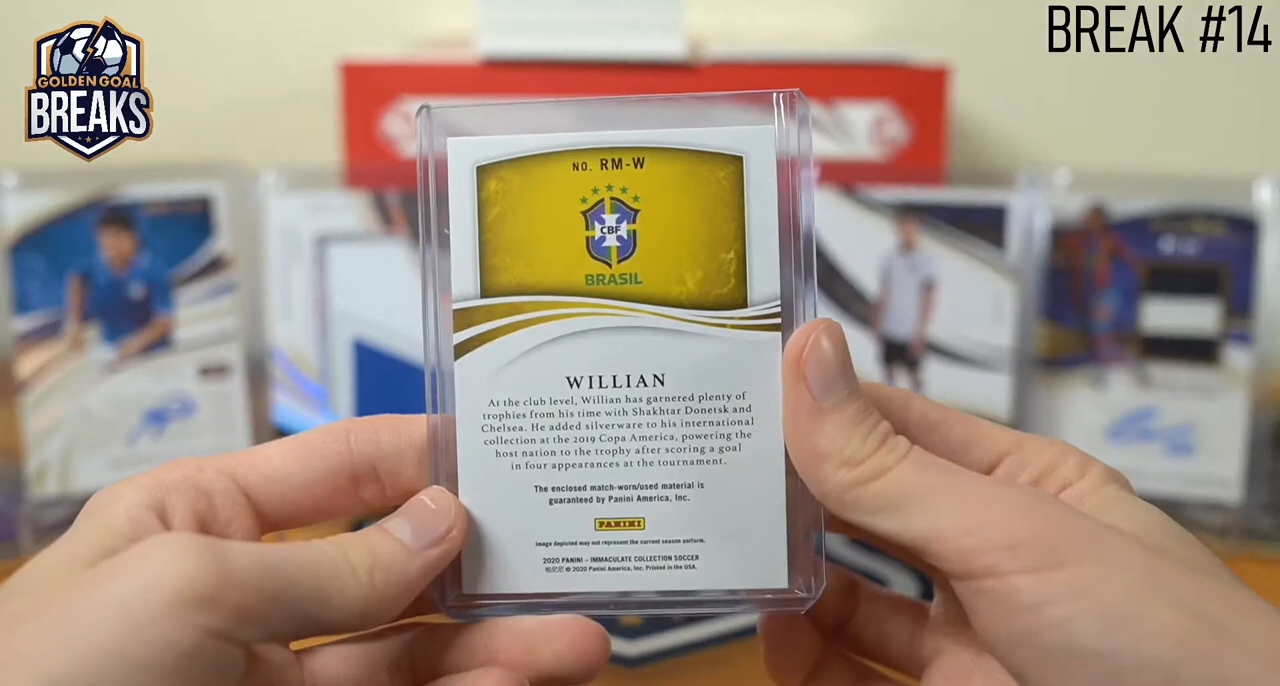 BREAK #14
GOLDEN GOAL
BREAKS
NO. RM-W
CBF
BRASIL
WILLIAN
At the club level, Willian has garnered plenty of
trophies from his time with Shakhtar Donetsk and
Chelsea. He added silverware to his international
collection at the 2019 Copa America, powering the
host nation to the trophy after scoring a goal
in four appearances at the tournament.
The enclosed match-worn/used material is
guaranteed by Panini America, Inc.
PANINI
Image depicted may not represent the current season uniform.
2020 PANINI – IMMACULATE COLLECTION SOCCER
帕尼尼 © 2020 Panini America, Inc. Printed in the USA.